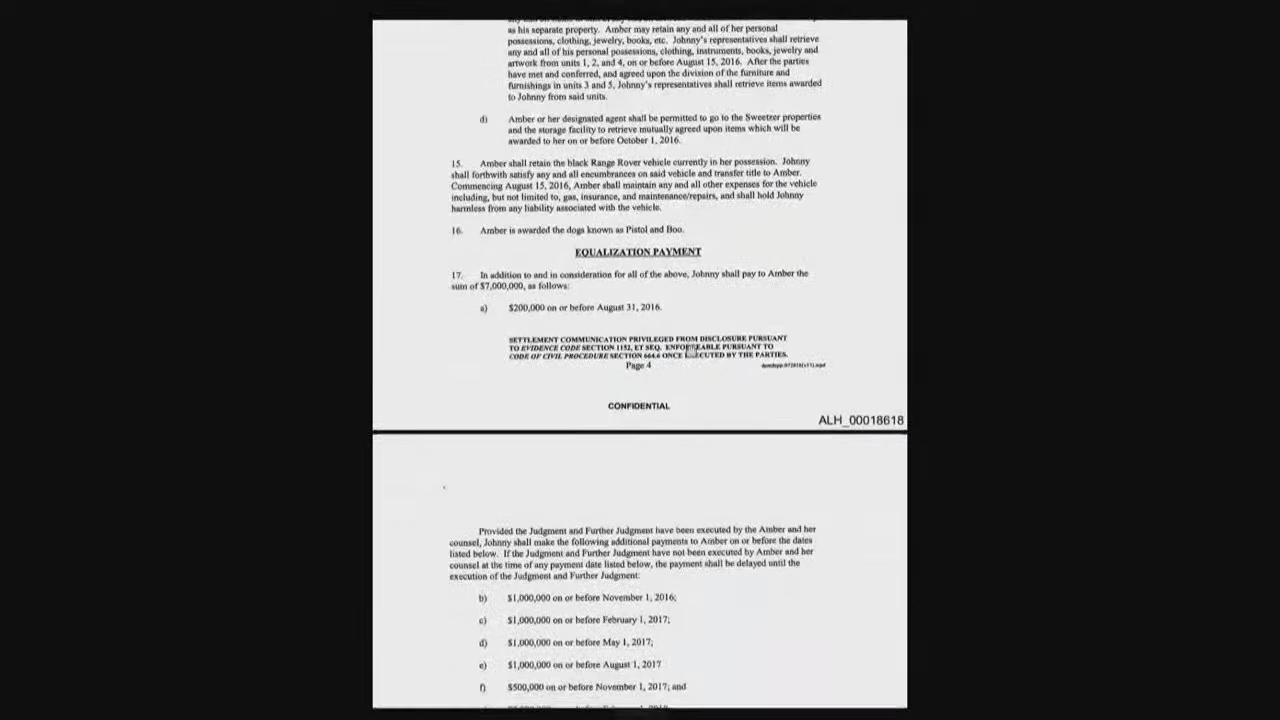 as his separate property. Amber may retain any and all of her personal
possessions, clothing, jewelry, books, etc. Johnny's representatives shall retrieve
any and all of his personal possessions, clothing, instruments, books, jewelry and
artwork from units 1, 2, and 4, on or before August 15, 2016. After the parties
have met and conferred, and agreed upon the division of the furniture and
furnishings in units 3 and 5, Johnny's representatives shall retrieve items awarded
to Johnny from said units.
d) Amber or her designated agent shall be permitted to go to the Sweetzer properties
and the storage facility to retrieve mutually agreed upon items which will be
awarded to her on or before October 1, 2016.
15. Amber shall retain the black Range Rover vehicle currently in her possession. Johnny
shall forthwith satisfy any and all encumbrances on said vehicle and transfer title to Amber.
Commencing August 15, 2016, Amber shall maintain any and all other expenses for the vehicle
including, but not limited to, gas, insurance, and maintenance/repairs, and shall hold Johnny
harmless from any liability associated with the vehicle.
16. Amber is awarded the dogs known as Pistol and Boo.
EQUALIZATION PAYMENT
17. In addition to and in consideration for all of the above, Johnny shall pay to Amber the
sum of $7,000,000, as follows:
a) $200,000 on or before August 31, 2016.
SETTLEMENT COMMUNICATION PRIVILEGED FROM DISCLOSURE PURSUANT
TO EVIDENCE CODE SECTION 1152, ET SEQ. ENFORCEABLE PURSUANT TO
CODE OF CIVIL PROCEDURE SECTION 664.6 ONCE EXECUTED BY THE PARTIES.
Page 4
CONFIDENTIAL
ALH_00018618
Provided the Judgment and Further Judgment have been executed by the Amber and her
counsel, Johnny shall make the following additional payments to Amber on or before the dates
listed below. If the Judgment and Further Judgment have not been executed by Amber and her
counsel at the time of any payment date listed below, the payment shall be delayed until the
execution of the Judgment and Further Judgment:
b) $1,000,000 on or before November 1, 2016;
c) $1,000,000 on or before February 1, 2017;
d) $1,000,000 on or before May 1, 2017;
e) $1,000,000 on or before August 1, 2017
f) $500,000 on or before November 1, 2017; and